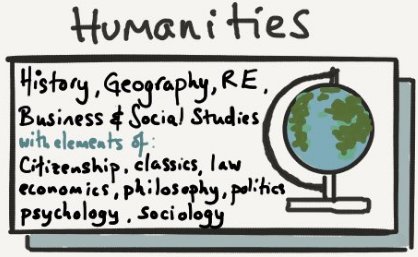 Humanities
History, Geography, RE,
Business & Social Studies
with elements of:
Citizenship, classics, law
economics, philosophy, politics
psychology, sociology